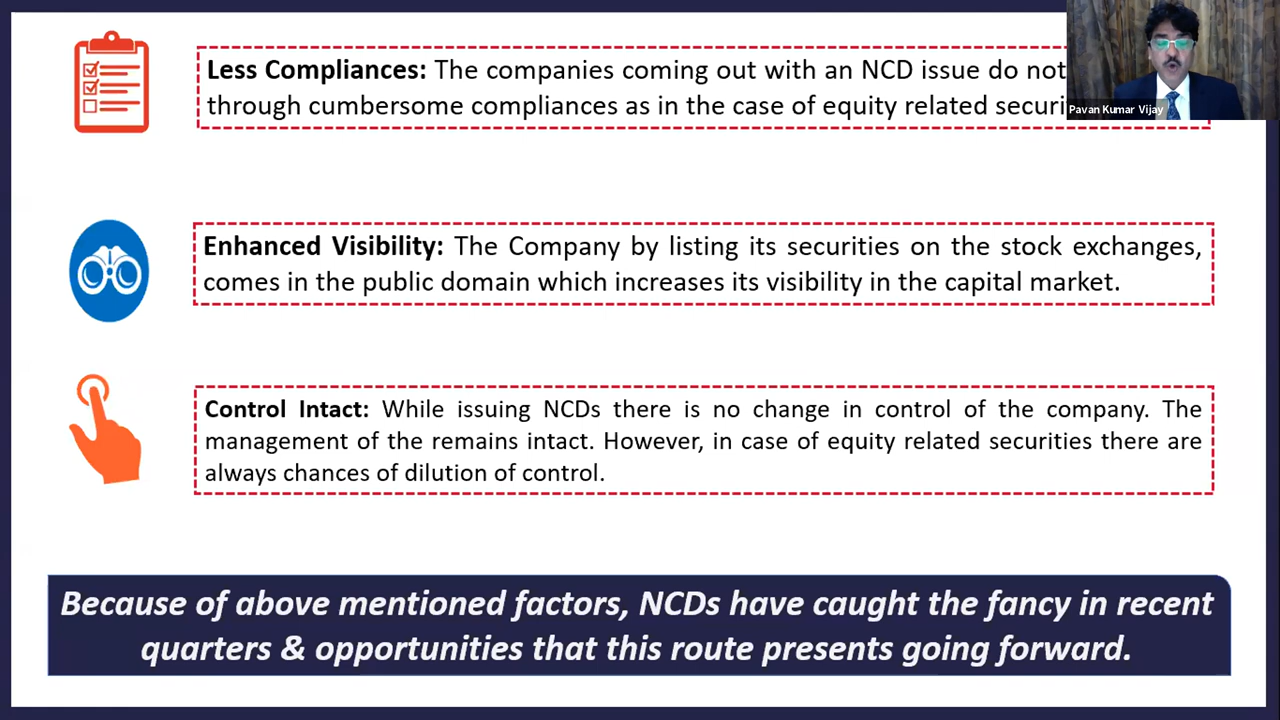 Less Compliances: The companies coming out with an NCD issue do not
through cumbersome compliances as in the case of equity related
Pavan Kumar Vijay
Enhanced Visibility: The Company by listing its securities on the stock exchanges,
comes in the public domain which increases its visibility in the capital market.
Control Intact: While issuing NCDs there is no change in control of the company. The
management of the remains intact. However, in case of equity related securities there are
always chances of dilution of control.
Because of above mentioned factors, NCDs have caught the fancy in recent
quarters & opportunities that this route presents going forward.